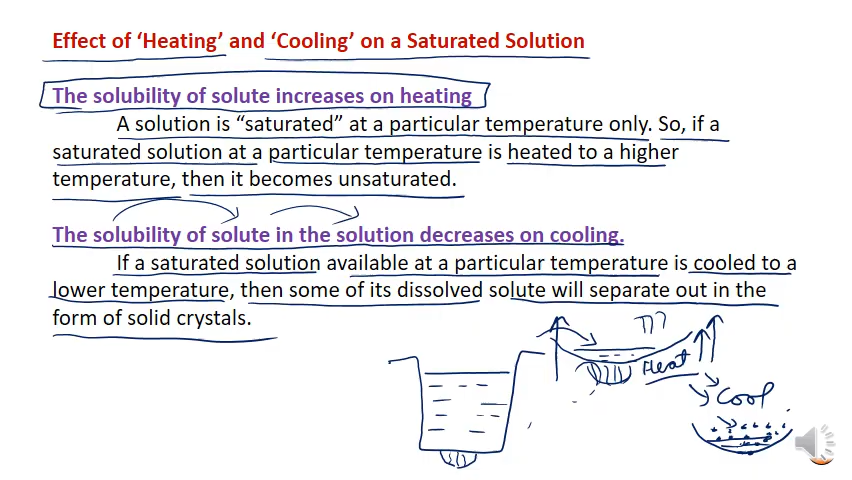 Effect of ‘Heating’ and ‘Cooling’ on a Saturated Solution
The solubility of solute increases on heating
A solution is “saturated” at a particular temperature only. So, if a
saturated solution at a particular temperature is heated to a higher
temperature, then it becomes unsaturated.
The solubility of solute in the solution decreases on cooling.
If a saturated solution available at a particular temperature is cooled to a
lower temperature, then some of its dissolved solute will separate out in the
form of solid crystals.
Heat
Cool